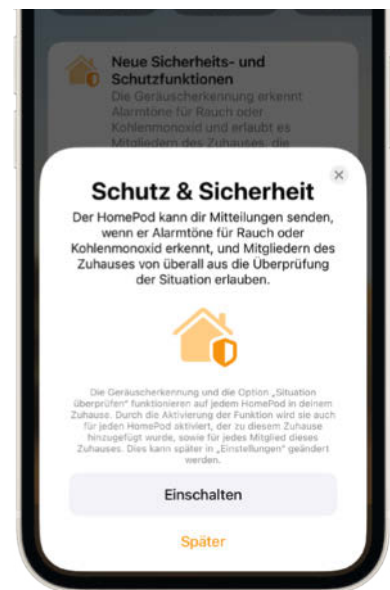 Neue Sicherheits- und
Schutzfunktionen
Die Geräuscherkennung erkennt
Alarmtöne für Rauch oder
Kohlenmonoxid und erlaubt es
Mitgliedern des Zuhauses, die
Schutz & Sicherheit
Der HomePod kann dir Mitteilungen senden,
wenn er Alarmtöne für Rauch oder
Kohlenmonoxid erkennt, und Mitgliedern des
Zuhauses von überall aus die Überprüfung
der Situation erlauben.
Die Geräuscherkennung und die Option „Situation
überprüfen“ funktionieren auf jedem HomePod in deinem
Zuhause. Durch die Aktivierung der Funktion wird sie auch
für jeden HomePod aktiviert, der zu diesem Zuhause
hinzugefügt wurde, sowie für jedes Mitglied dieses
Zuhauses. Dies kann später in „Einstellungen“ geändert
werden.
Einschalten
Später